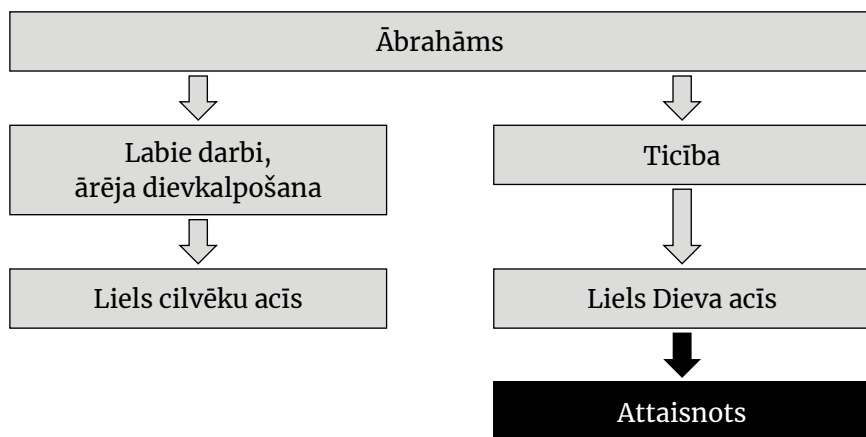 Ābrahāms
Labie darbi,
ārēja dievkalpošana
Ticība
Liels cilvēku acīs
Liels Dieva acīs
Attaisnots